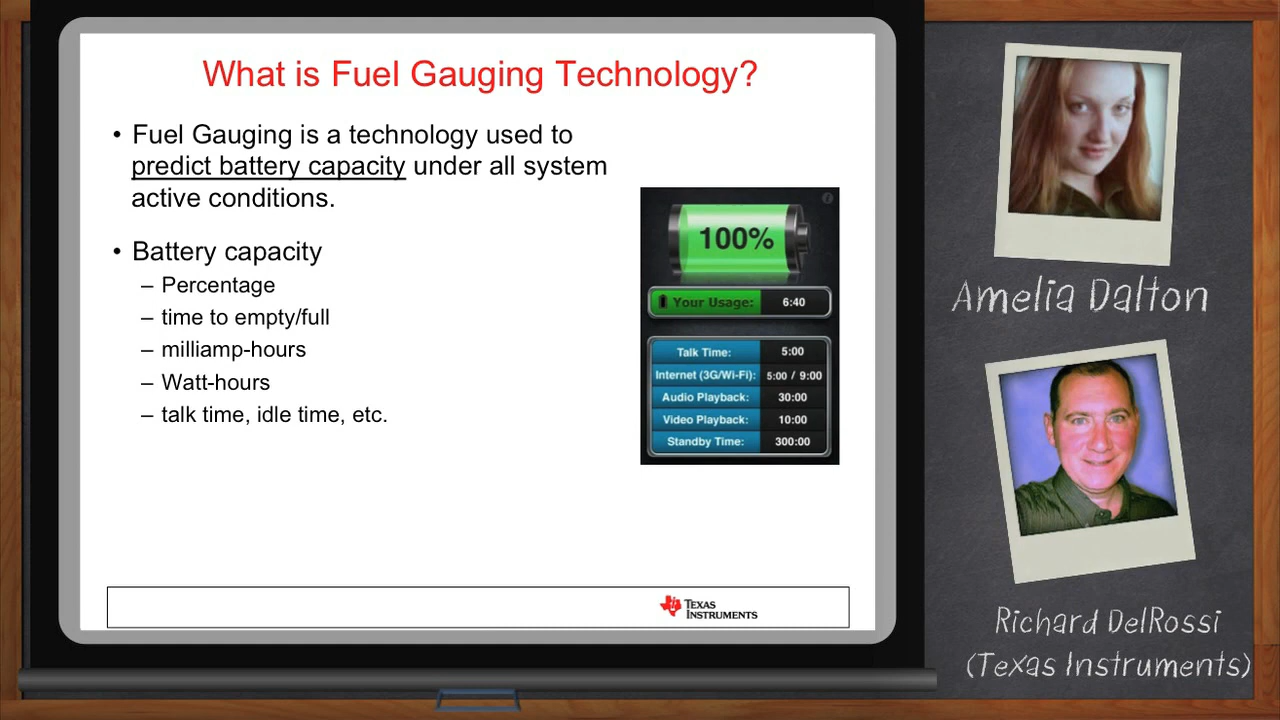 What is Fuel Gauging Technology?
• Fuel Gauging is a technology used to
predict battery capacity under all system
active conditions.
• Battery capacity
– Percentage
– time to empty/full
– milliamp-hours
– Watt-hours
– talk time, idle time, etc.
100%
Your Usage: 6:40
Talk Time: 5:00
Internet (3G/Wi-Fi): 5:00 / 9:00
Audio Playback: 30:00
Video Playback: 10:00
Standby Time: 300:00
TEXAS
INSTRUMENTS
Amelia Dalton
Richard DelRossi
(Texas Instruments)